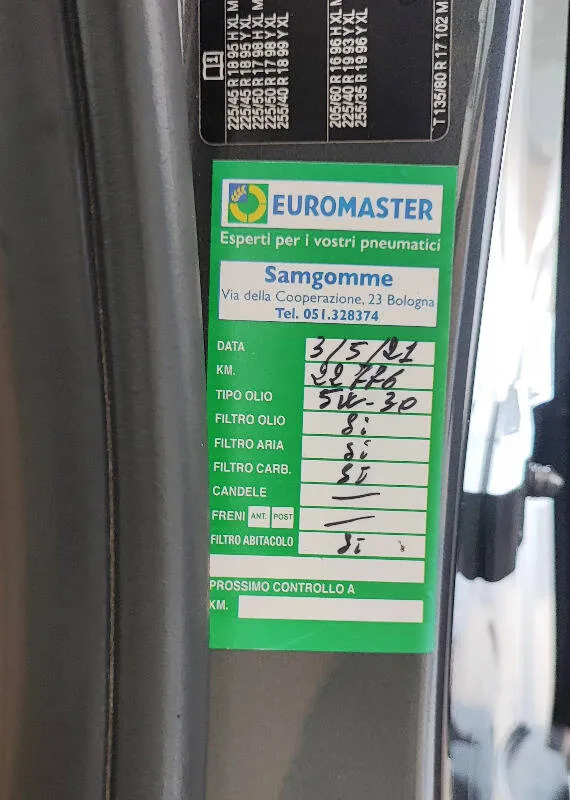 225/45 R 18 95 H XL M
225/45 R 18 95 Y XL
225/50 R 17 98 H XL M
225/50 R 17 98 Y XL
255/40 R 18 99 Y XL
205/60 R 16 96 H XL M
225/40 R 19 93 Y XL
255/35 R 19 96 Y XL
T 135/80 R 17 102 M
EUROMASTER
Esperti per i vostri pneumatici
Samgomme
Via della Cooperazione, 23 Bologna
Tel. 051.328374
DATA 3/5/21
KM.
TIPO OLIO 5W-30
FILTRO OLIO Si
FILTRO ARIA Si
FILTRO CARB. SI
CANDELE —
FRENI ANT. POST —
FILTRO ABITACOLO SI
PROSSIMO CONTROLLO A
KM.